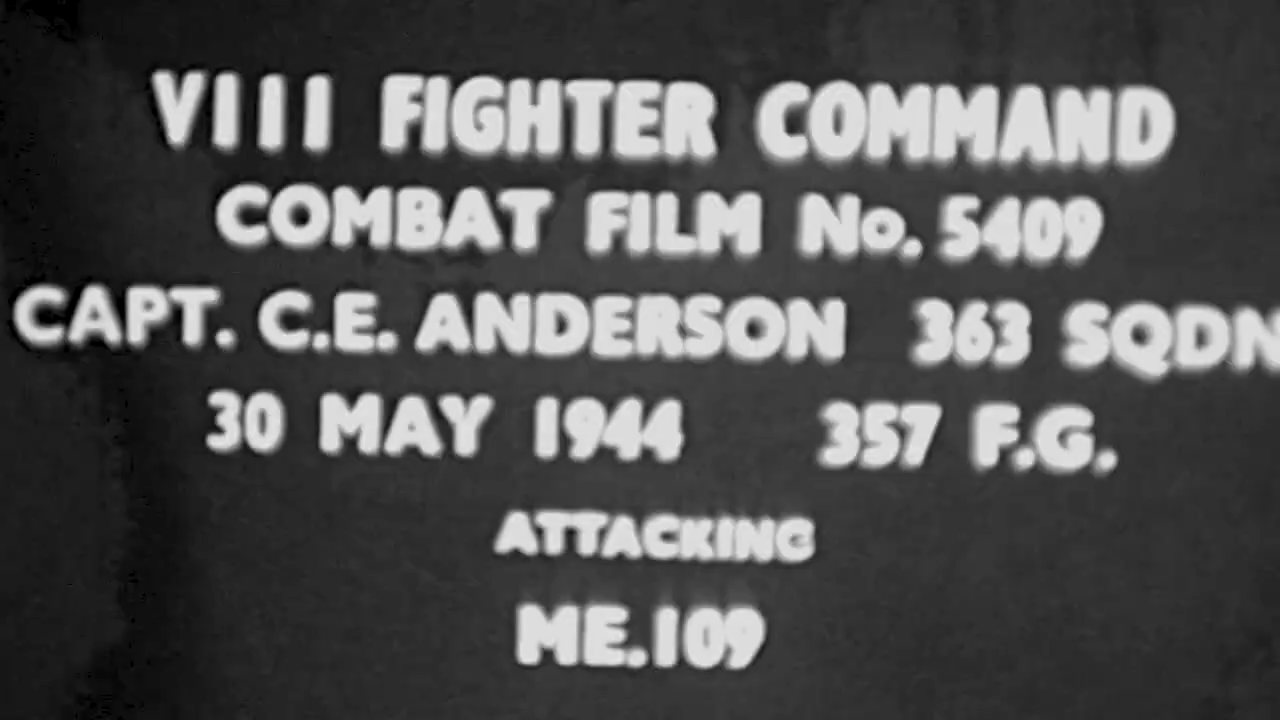 VIII FIGHTER COMMAND
COMBAT FILM No. 5409
CAPT. C.E. ANDERSON 363 SQDN
30 MAY 1944 357 F.G.
ATTACKING
ME.109